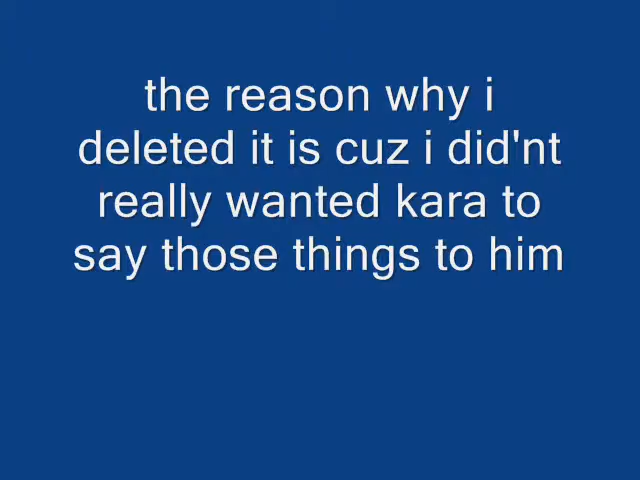 the reason why i
deleted it is cuz i did'nt
really wanted kara to
say those things to him